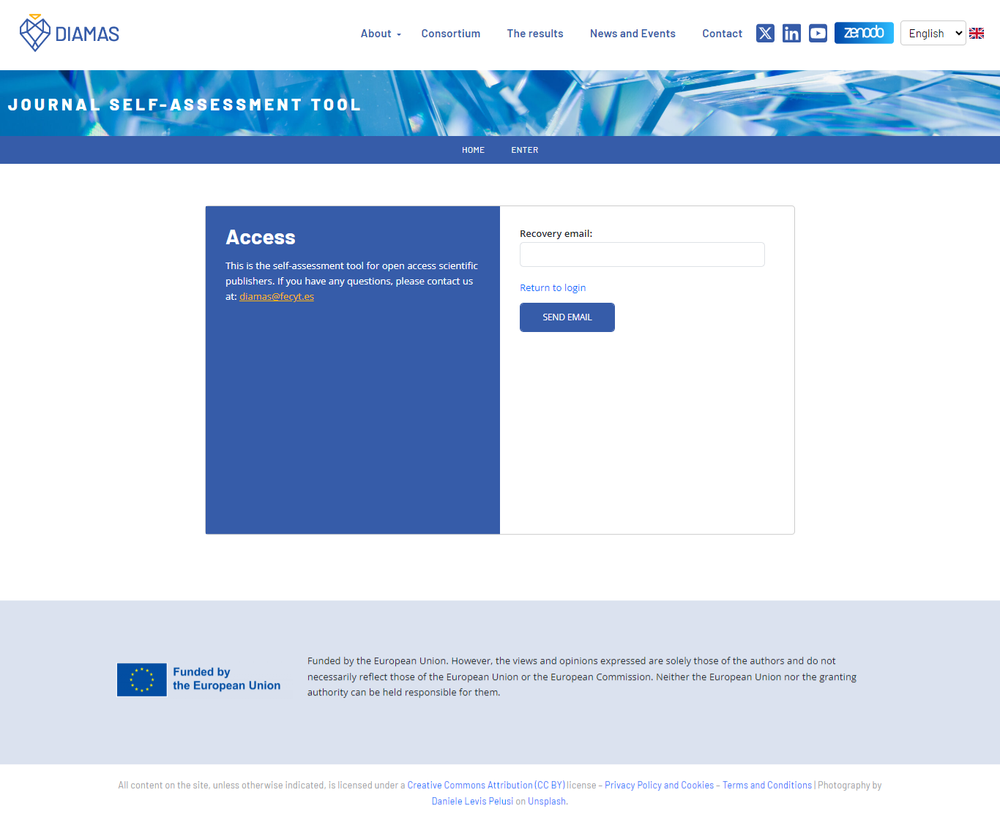 DIAMAS
About
Consortium
The results
News and Events
Contact
zenodo
English
JOURNAL SELF-ASSESSMENT TOOL
HOME
ENTER
Access
This is the self-assessment tool for open access scientific
publishers. If you have any questions, please contact us
at: diamas@fecyt.es
Recovery email:
Return to login
SEND EMAIL
Funded by
the European Union
Funded by the European Union. However, the views and opinions expressed are solely those of the authors and do not
necessarily reflect those of the European Union or the European Commission. Neither the European Union nor the granting
authority can be held responsible for them.
All content on the site, unless otherwise indicated, is licensed under a Creative Commons Attribution (CC BY) license – Privacy Policy and Cookies – Terms and Conditions | Photography by
Daniele Levis Pelusi on Unsplash.